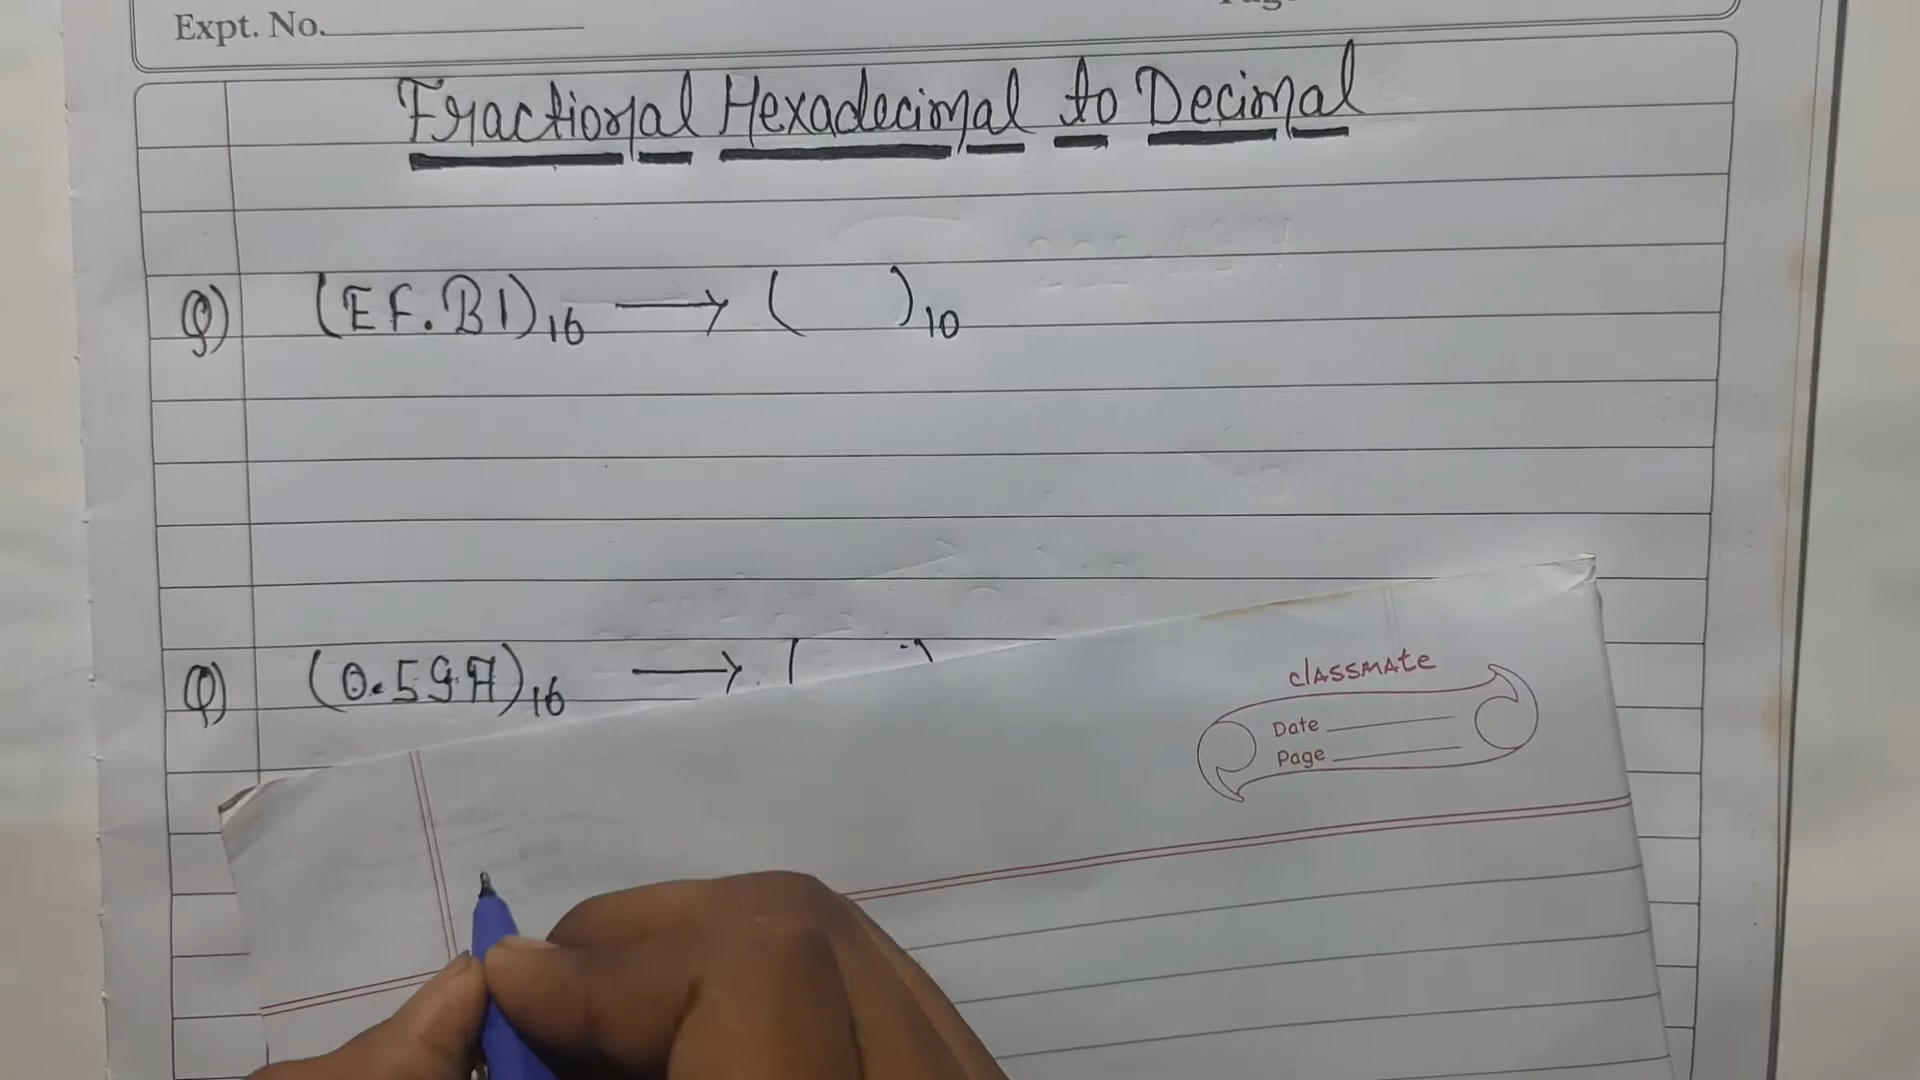 Expt. No.
Fractional Hexadecimal to Decimal
Q) (EF.B1)16 → ( )10
Q) (0.59A)16 → (
classmate
Date
Page